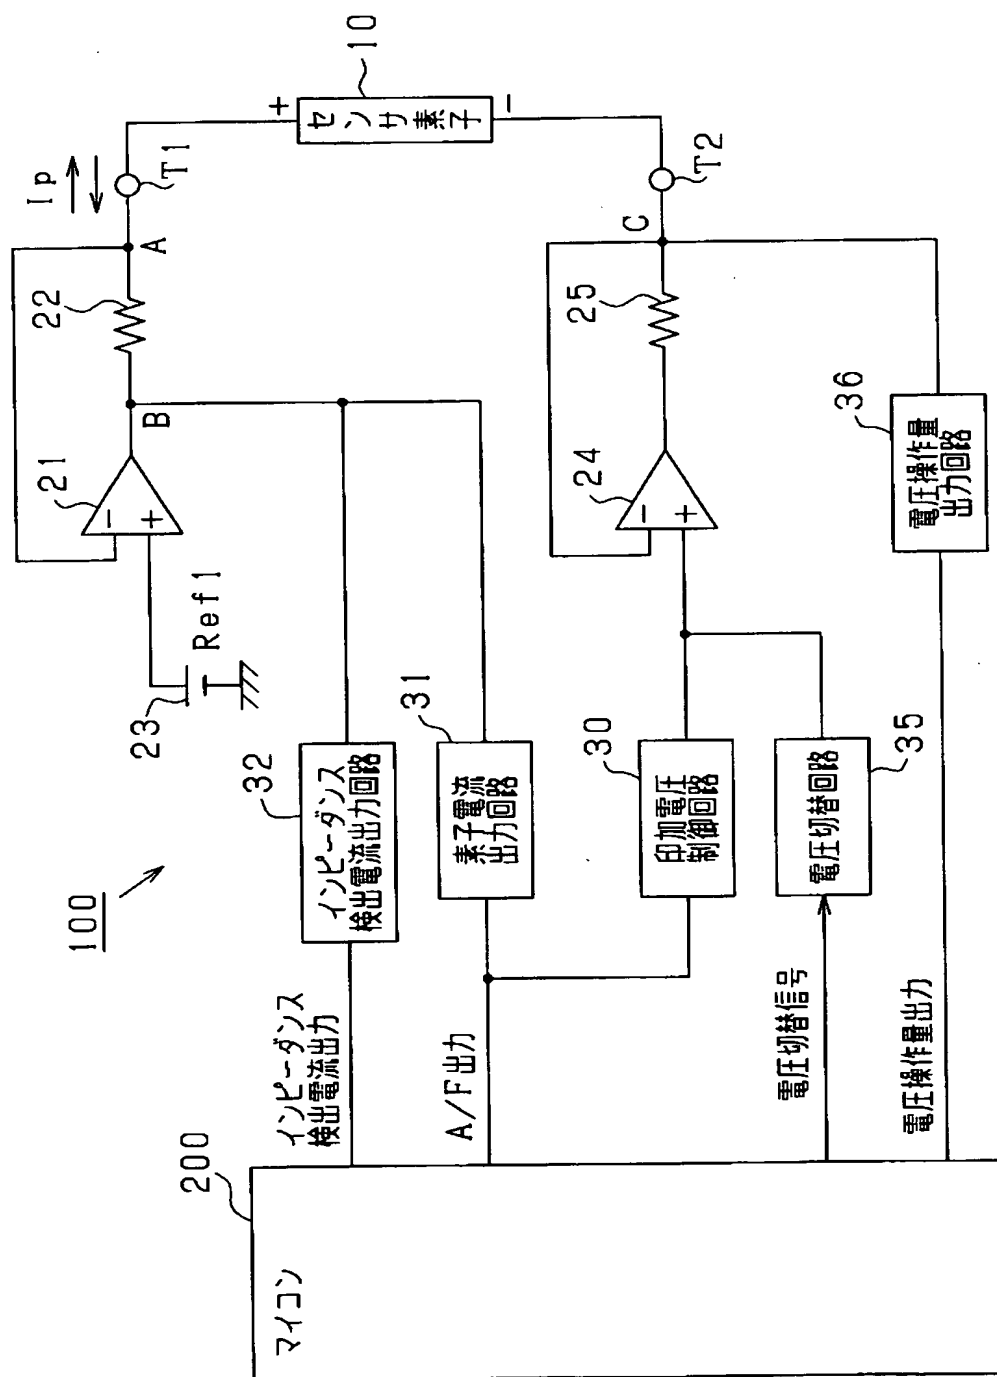 100
200
マイコン
インピーダンス
検出電流出力
A/F出力
電圧切替信号
電圧操作量出力
32
インピーダンス
検出電流出力回路
31
素子電流
出力回路
30
印加電圧
制御回路
電圧切替回路
35
36
電圧操作量
出力回路
23
Ref1
21
-
+
B
22
A
Ip
T1
24
-
+
25
C
T2
+
センサ素子
-
10